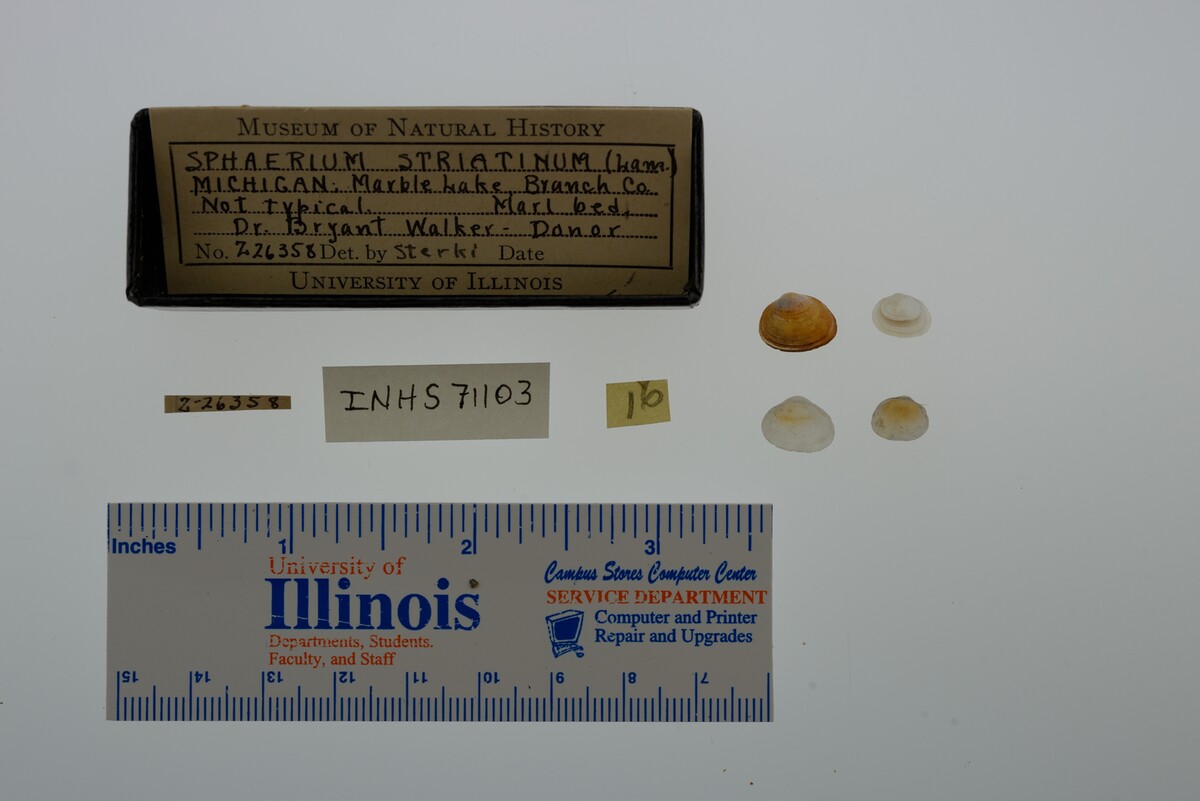 MUSEUM OF NATURAL HISTORY
SPHAERIUM STRIATINUM (Lam.)
MICHIGAN: Marble Lake, Branch Co.
Not typical. Marl bed.
Dr. Bryant Walker - Donor
No. Z26358 Det. by Sterki Date
UNIVERSITY OF ILLINOIS
Z-26358
INHS 71103
16
Inches 1 2 3
University of
Illinois
Departments, Students.
Faculty, and Staff
Campus Stores Computer Center
SERVICE DEPARTMENT
Computer and Printer
Repair and Upgrades
15 14 13 12 11 10 9 8 7